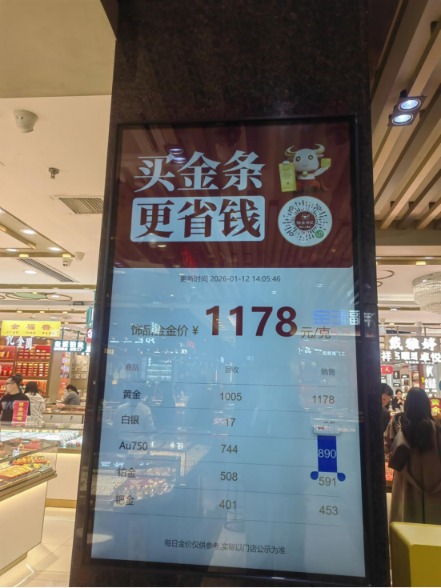 买金条
更省钱
更新时间 2026-01-12 14:05:46
饰品金金价 ¥ 1178 元/克
商品 回收 销售
黄金 1005 1178
白银 17
Au750 744 890
铂金 508 591
钯金 401 453
每日金价仅供参考,实际以门店公示为准